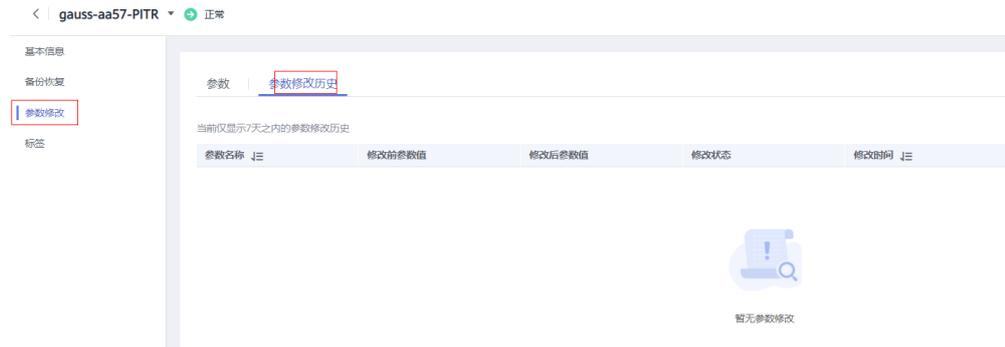 gauss-aa57-PITR 正常
基本信息
备份恢复
参数修改
标签
参数 参数修改历史
当前仅显示7天之内的参数修改历史
参数名称 修改前参数值 修改后参数值 修改状态 修改时间
暂无参数修改